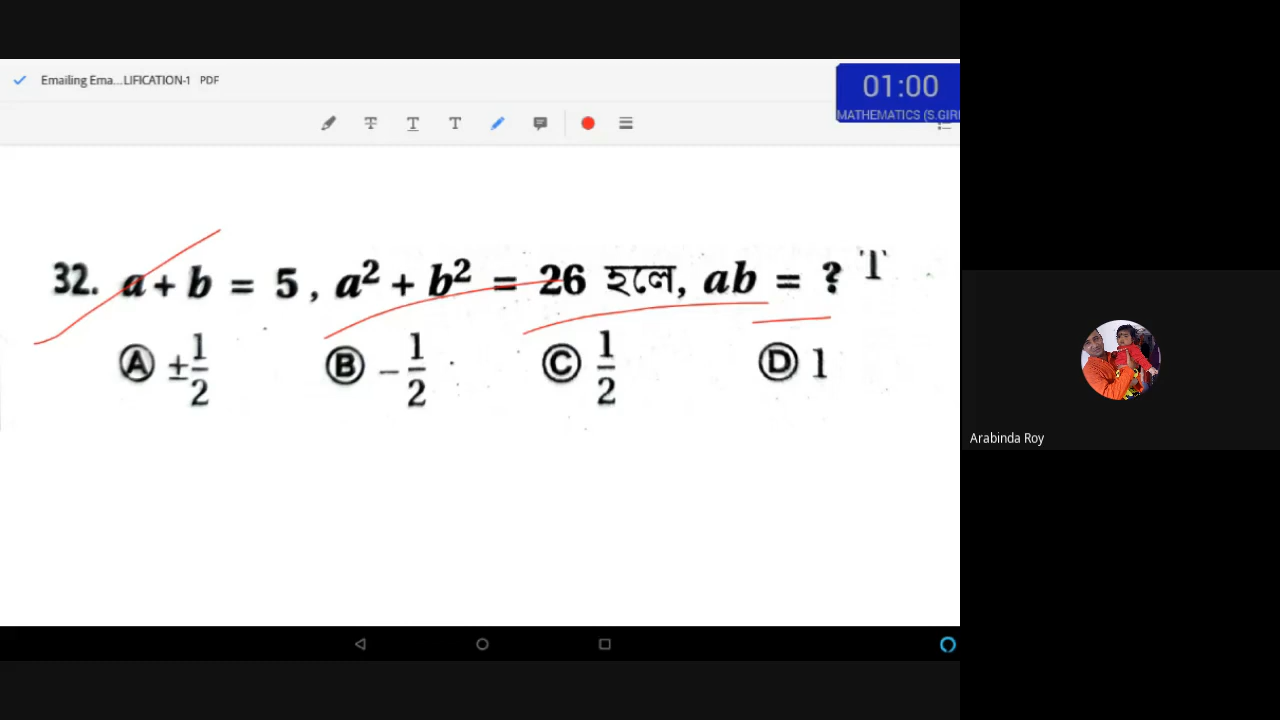 Emailing Ema...LIFICATION-1 PDF
01:00
MATHEMATICS (S.GIRI
T T T
32. a + b = 5 , a² + b² = 26 হলে, ab = ?
Ⓐ ±1/2 Ⓑ −1/2 Ⓒ 1/2 Ⓓ 1
Arabinda Roy